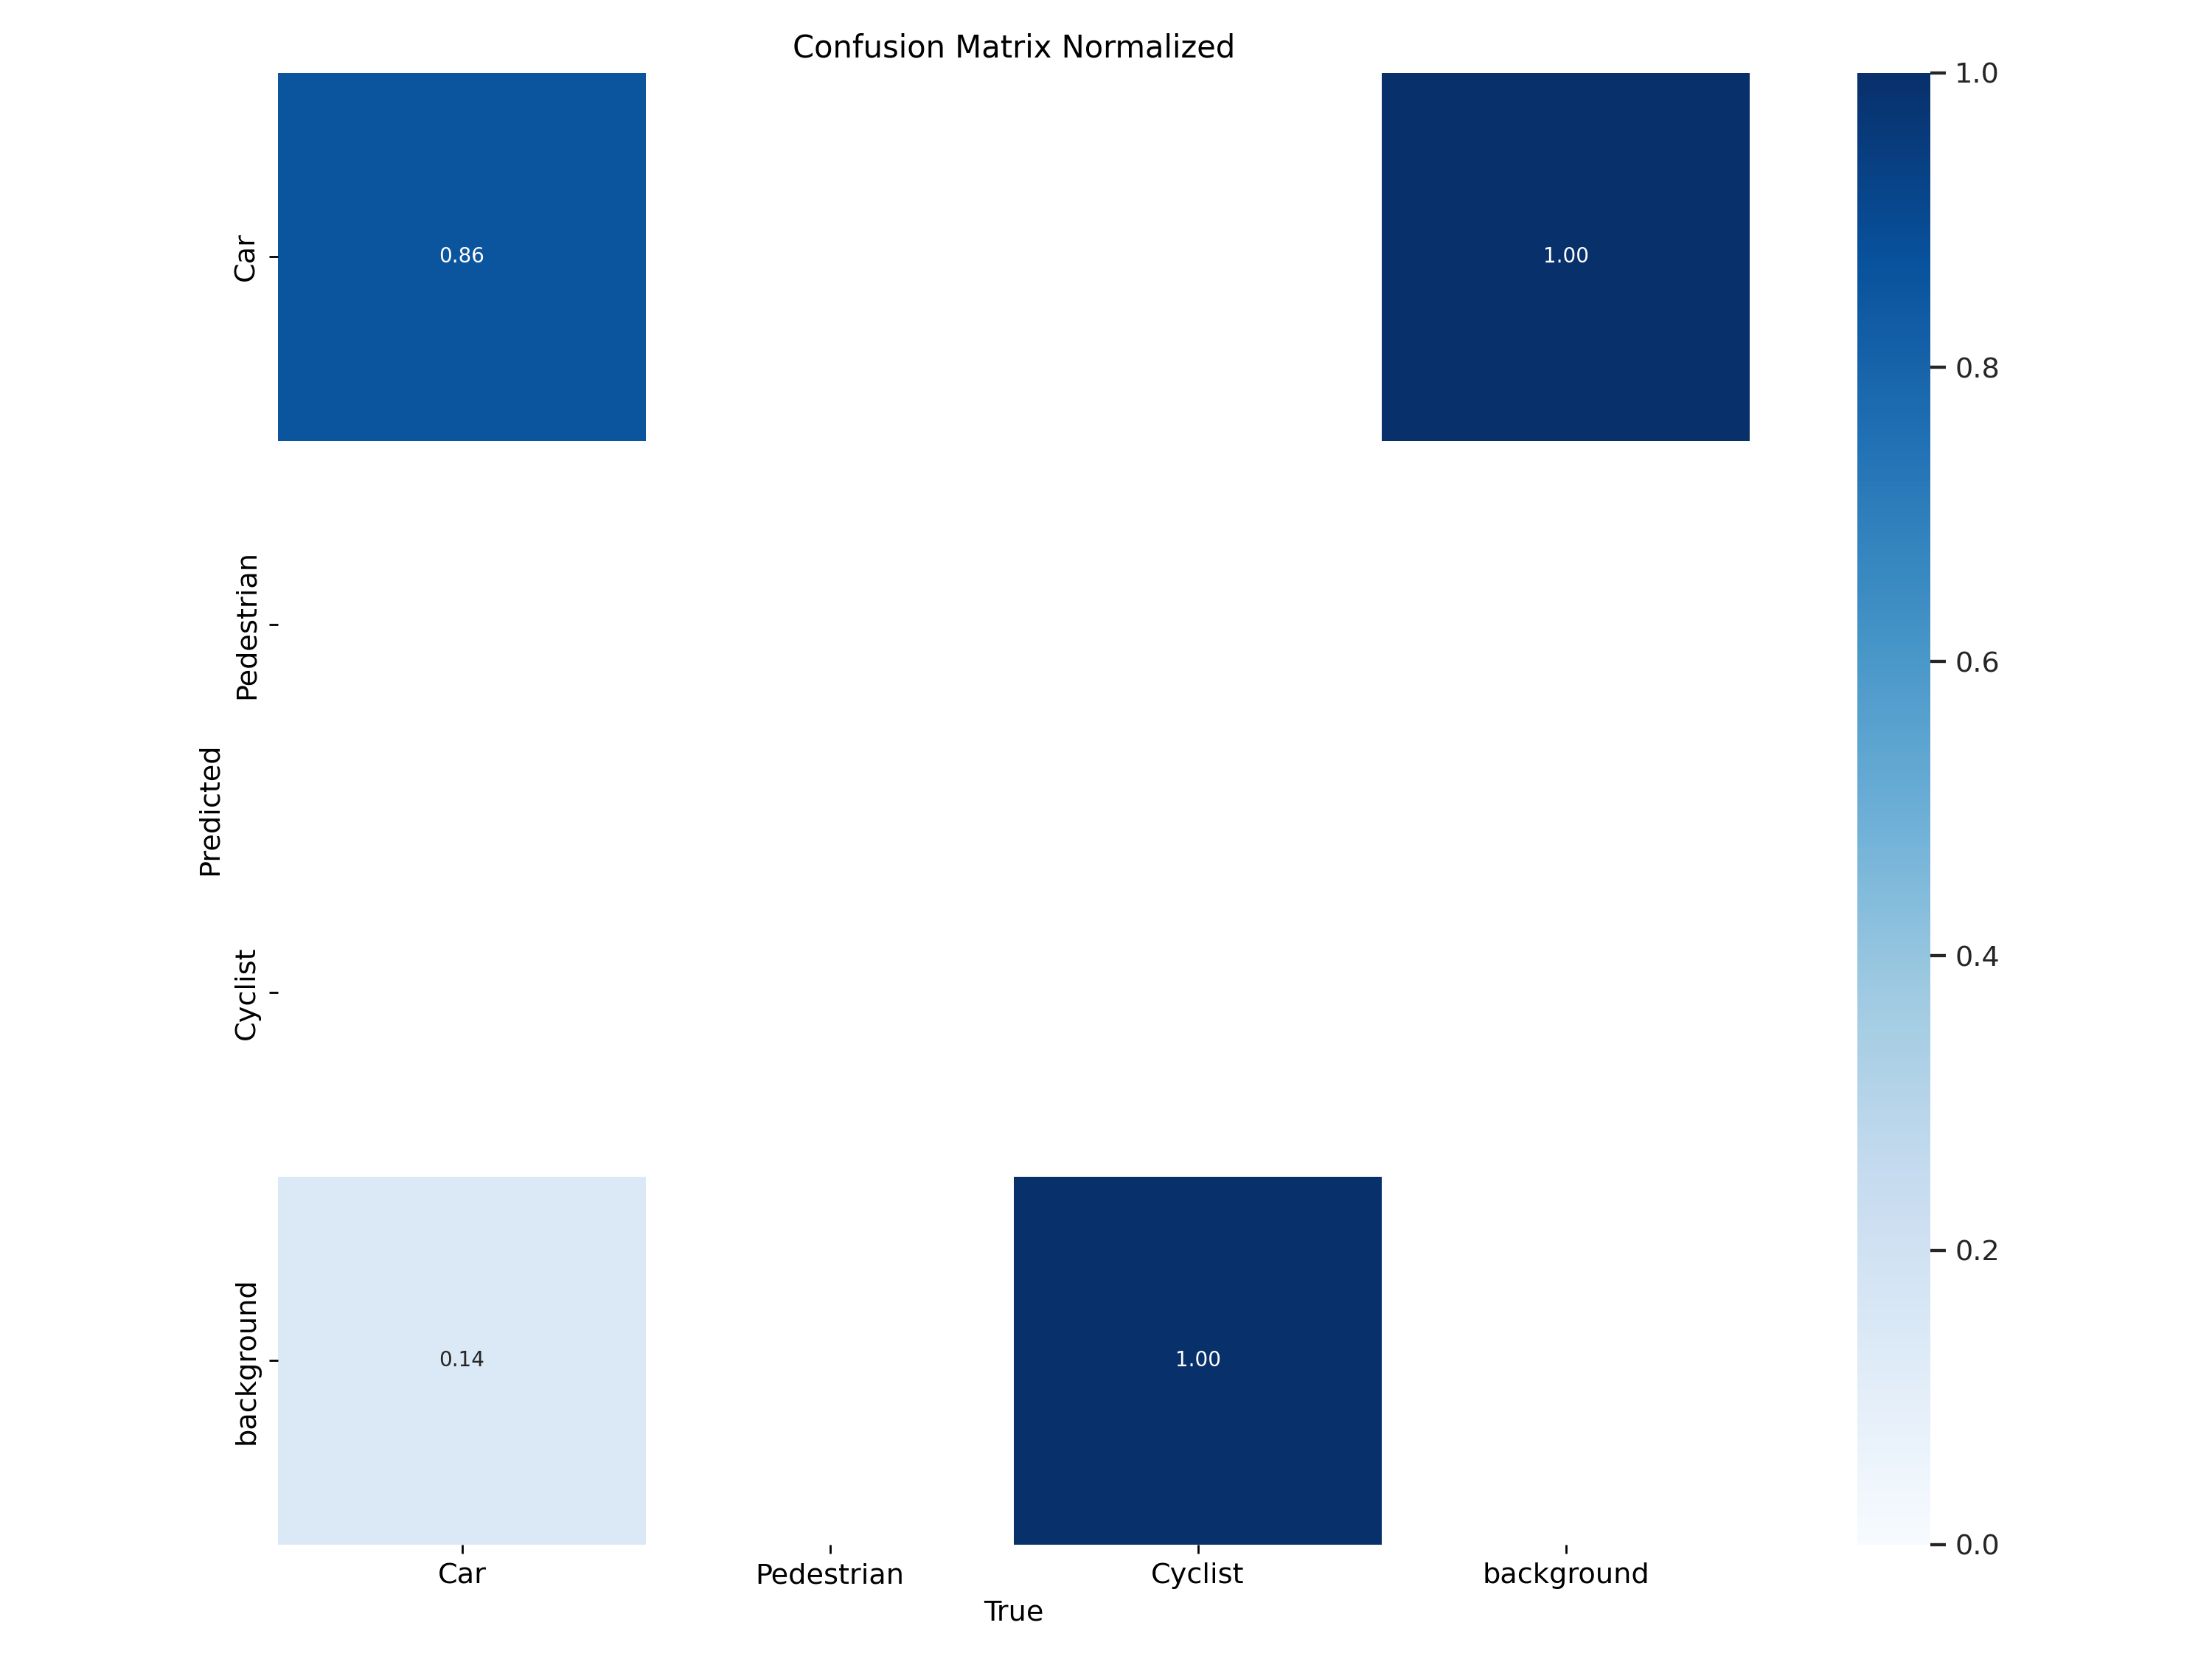 Confusion Matrix Normalized
1.0
Car
0.86
1.00
0.8
Pedestrian
0.6
Predicted
Cyclist
0.4
0.2
background
0.14
1.00
0.0
Car
Pedestrian
Cyclist
background
True